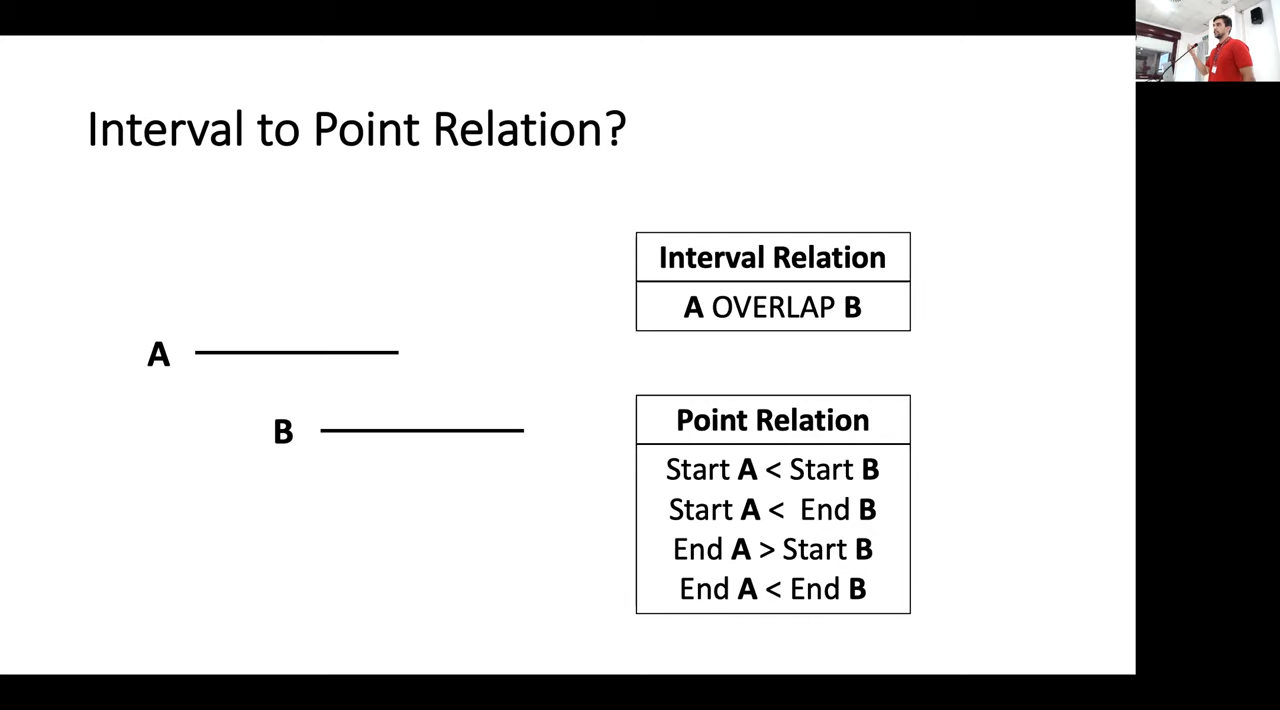 Interval to Point Relation?
A
B
Interval Relation
A OVERLAP B
Point Relation
Start A < Start B
Start A < End B
End A > Start B
End A < End B